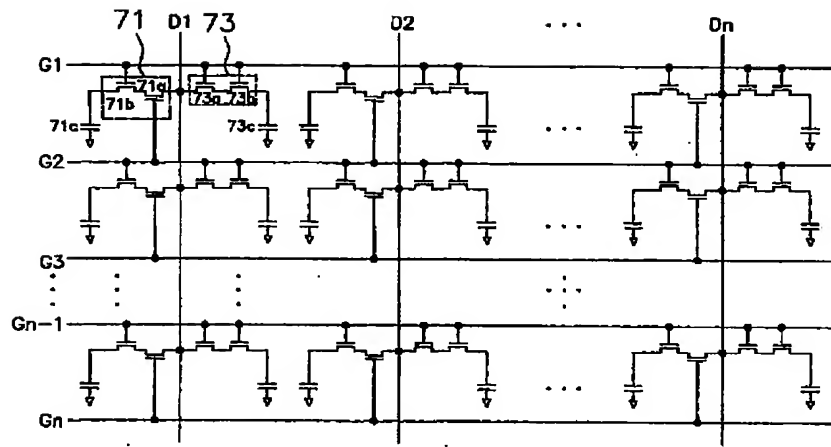 71 D1 73 D2 ... Dn
G1
71a 73a 73b
71b
71c 73c ...
G2
...
G3
...
Gn-1
...
Gn